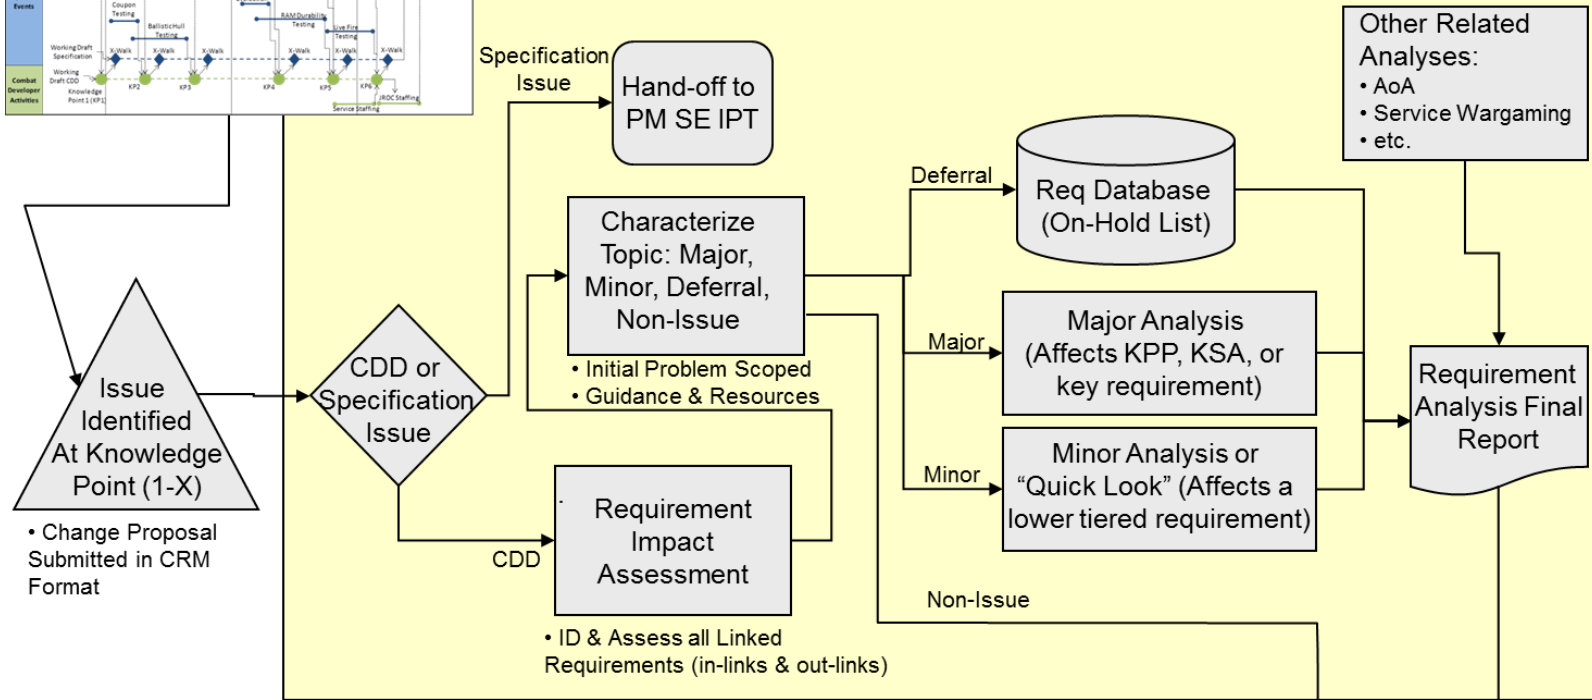 Events
Coupon
Testing
Ballistic Hull
Testing
RAM Durability
Testing
Live Fire
Testing
Working Draft
Specification
X-Walk
X-Walk
X-Walk
X-Walk
X-Walk
X-Walk
Working
Draft CDD
Combat
Developer
Activities
Knowledge
Point 1 (KP1)
KP2
KP3
KP4
KP5
KP6
JROC Staffing
Service Staffing
Specification
Issue
Hand-off to
PM SE IPT
Other Related
Analyses:
• AoA
• Service Wargaming
• etc.
Characterize
Topic: Major,
Minor, Deferral,
Non-Issue
• Initial Problem Scoped
• Guidance & Resources
Deferral
Req Database
(On-Hold List)
Major
Major Analysis
(Affects KPP, KSA, or
key requirement)
Minor
Minor Analysis or
“Quick Look” (Affects a
lower tiered requirement)
Requirement
Analysis Final
Report
Issue
Identified
At Knowledge
Point (1-X)
• Change Proposal
Submitted in CRM
Format
CDD or
Specification
Issue
CDD
Requirement
Impact
Assessment
• ID & Assess all Linked
Requirements (in-links & out-links)
Non-Issue